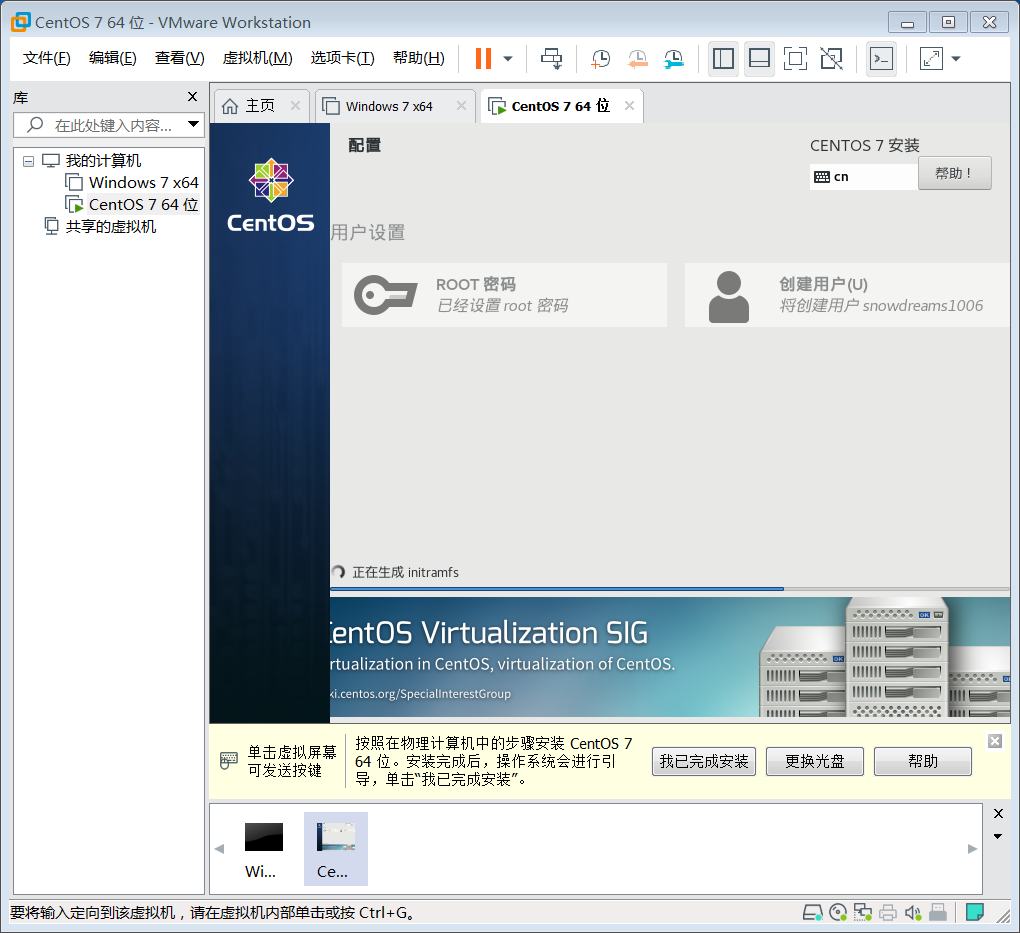 CentOS 7 64 位 - VMware Workstation
文件(F) 编辑(E) 查看(V) 虚拟机(M) 选项卡(T) 帮助(H)
库
在此处键入内容...
我的计算机
Windows 7 x64
CentOS 7 64 位
共享的虚拟机
主页 Windows 7 x64 CentOS 7 64 位
CentOS
配置
CENTOS 7 安装
cn
帮助！
用户设置
ROOT 密码
已经设置 root 密码
创建用户(U)
将创建用户 snowdreams1006
正在生成 initramfs
entOS Virtualization SIG
rtualization in CentOS, virtualization of CentOS.
ki.centos.org/SpecialInterestGroup
单击虚拟屏幕
可发送按键
按照在物理计算机中的步骤安装 CentOS 7
64 位。安装完成后，操作系统会进行引
导，单击“我已完成安装”。
我已完成安装
更换光盘
帮助
Wi...
Ce...
要将输入定向到该虚拟机，请在虚拟机内部单击或按 Ctrl+G。